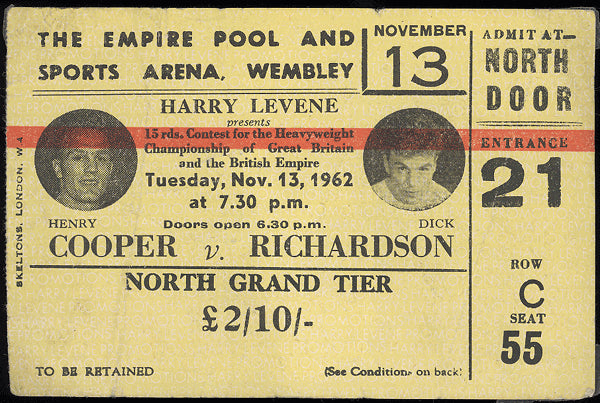 THE EMPIRE POOL AND
SPORTS ARENA, WEMBLEY
NOVEMBER
13
HARRY LEVENE
presents
15 rds. Contest for the Heavyweight
Championship of Great Britain
and the British Empire
Tuesday, Nov. 13, 1962
at 7.30 p.m.
Doors open 6.30 p.m.
HENRY
DICK
COOPER v. RICHARDSON
NORTH GRAND TIER
£2/10/-
TO BE RETAINED
(See Conditions on back)
SKELTONS, LONDON, W.4
ADMIT AT—
NORTH
DOOR
ENTRANCE
21
ROW
C
SEAT
55